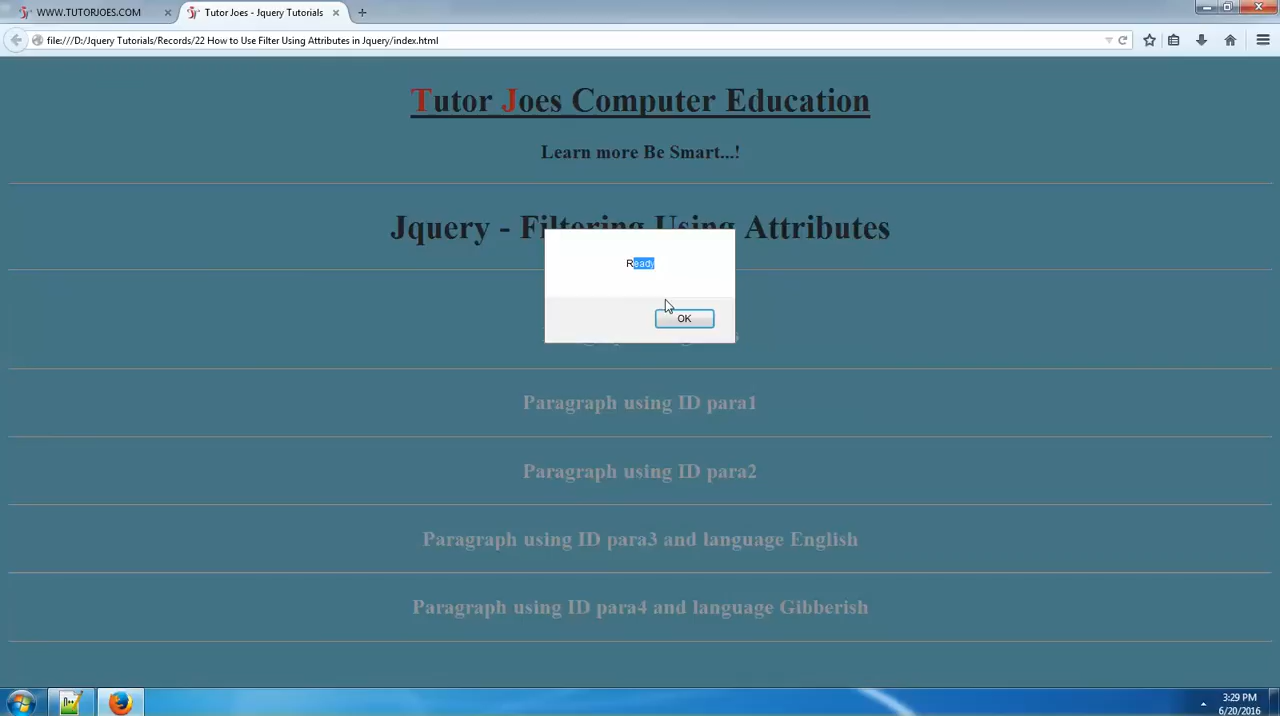 WWW.TUTORJOES.COM
Tutor Joes - Jquery Tutorials
file:///D:/Jquery Tutorials/Records/22 How to Use Filter Using Attributes in Jquery/index.html
Tutor Joes Computer Education
Learn more Be Smart...!
Jquery - Filtering Using Attributes
Ready
OK
Paragraph using ID para1
Paragraph using ID para2
Paragraph using ID para3 and language English
Paragraph using ID para4 and language Gibberish
3:29 PM
6/20/2016